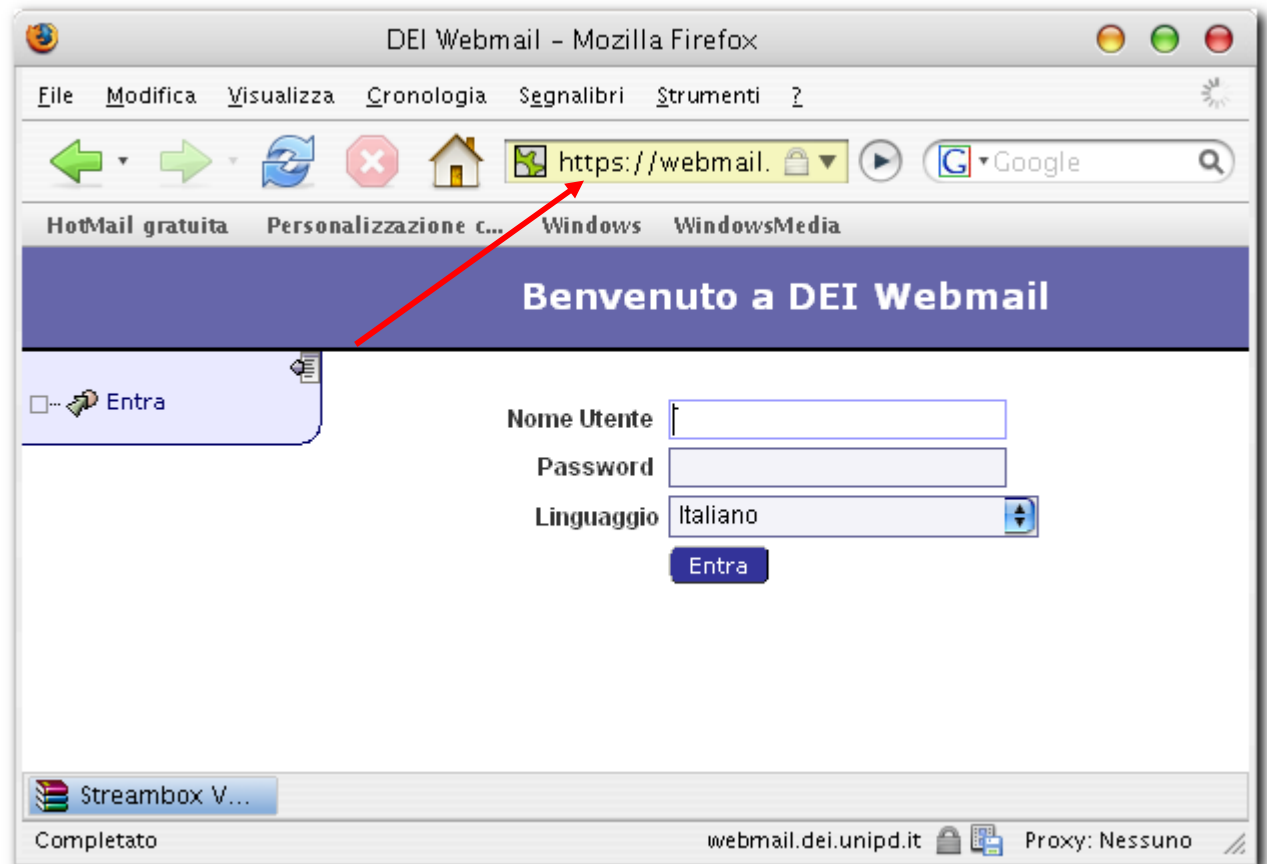 DEI Webmail – Mozilla Firefox
File Modifica Visualizza Cronologia Segnalibri Strumenti ?
https://webmail. G Google
HotMail gratuita Personalizzazione c... Windows WindowsMedia
Benvenuto a DEI Webmail
Entra
Nome Utente
Password
Linguaggio Italiano
Entra
Streambox V...
Completato webmail.dei.unipd.it Proxy: Nessuno